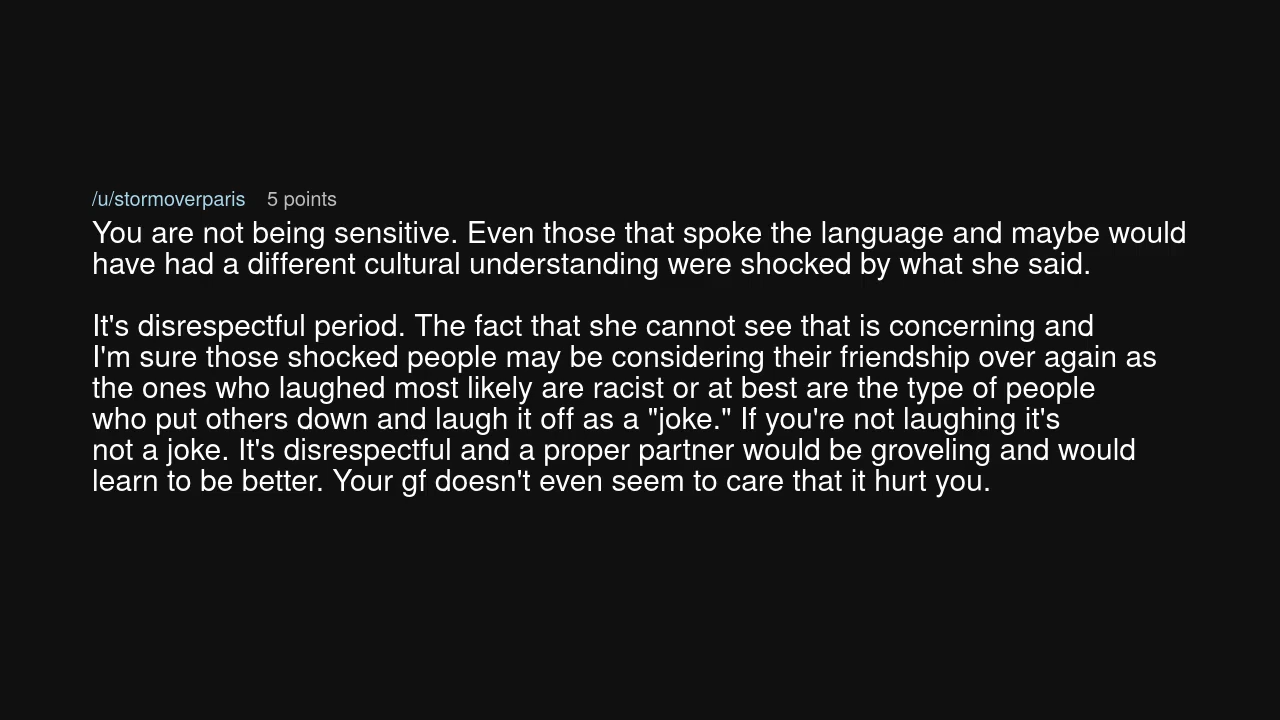 /u/stormoverparis 5 points
You are not being sensitive. Even those that spoke the language and maybe would
have had a different cultural understanding were shocked by what she said.
It's disrespectful period. The fact that she cannot see that is concerning and
I'm sure those shocked people may be considering their friendship over again as
the ones who laughed most likely are racist or at best are the type of people
who put others down and laugh it off as a "joke." If you're not laughing it's
not a joke. It's disrespectful and a proper partner would be groveling and would
learn to be better. Your gf doesn't even seem to care that it hurt you.